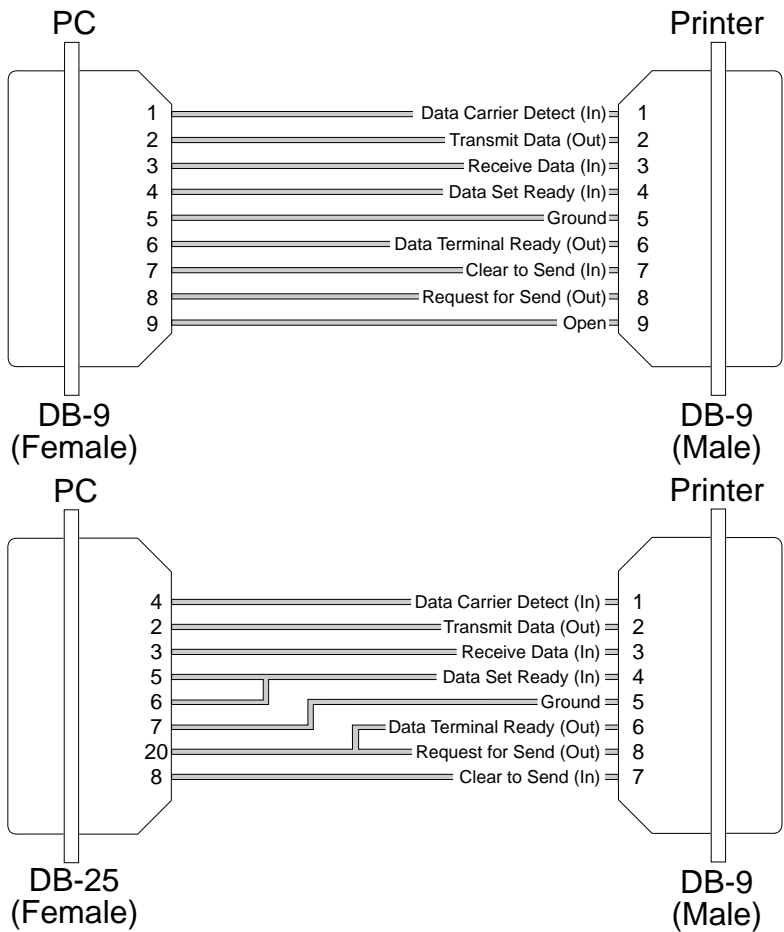 PC Printer
1 Data Carrier Detect (In) 1
2 Transmit Data (Out) 2
3 Receive Data (In) 3
4 Data Set Ready (In) 4
5 Ground 5
6 Data Terminal Ready (Out) 6
7 Clear to Send (In) 7
8 Request for Send (Out) 8
9 Open 9
DB-9 DB-9
(Female) (Male)
PC Printer
4 Data Carrier Detect (In) 1
2 Transmit Data (Out) 2
3 Receive Data (In) 3
5 Data Set Ready (In) 4
6 Ground 5
7 Data Terminal Ready (Out) 6
20 Request for Send (Out) 8
8 Clear to Send (In) 7
DB-25 DB-9
(Female) (Male)